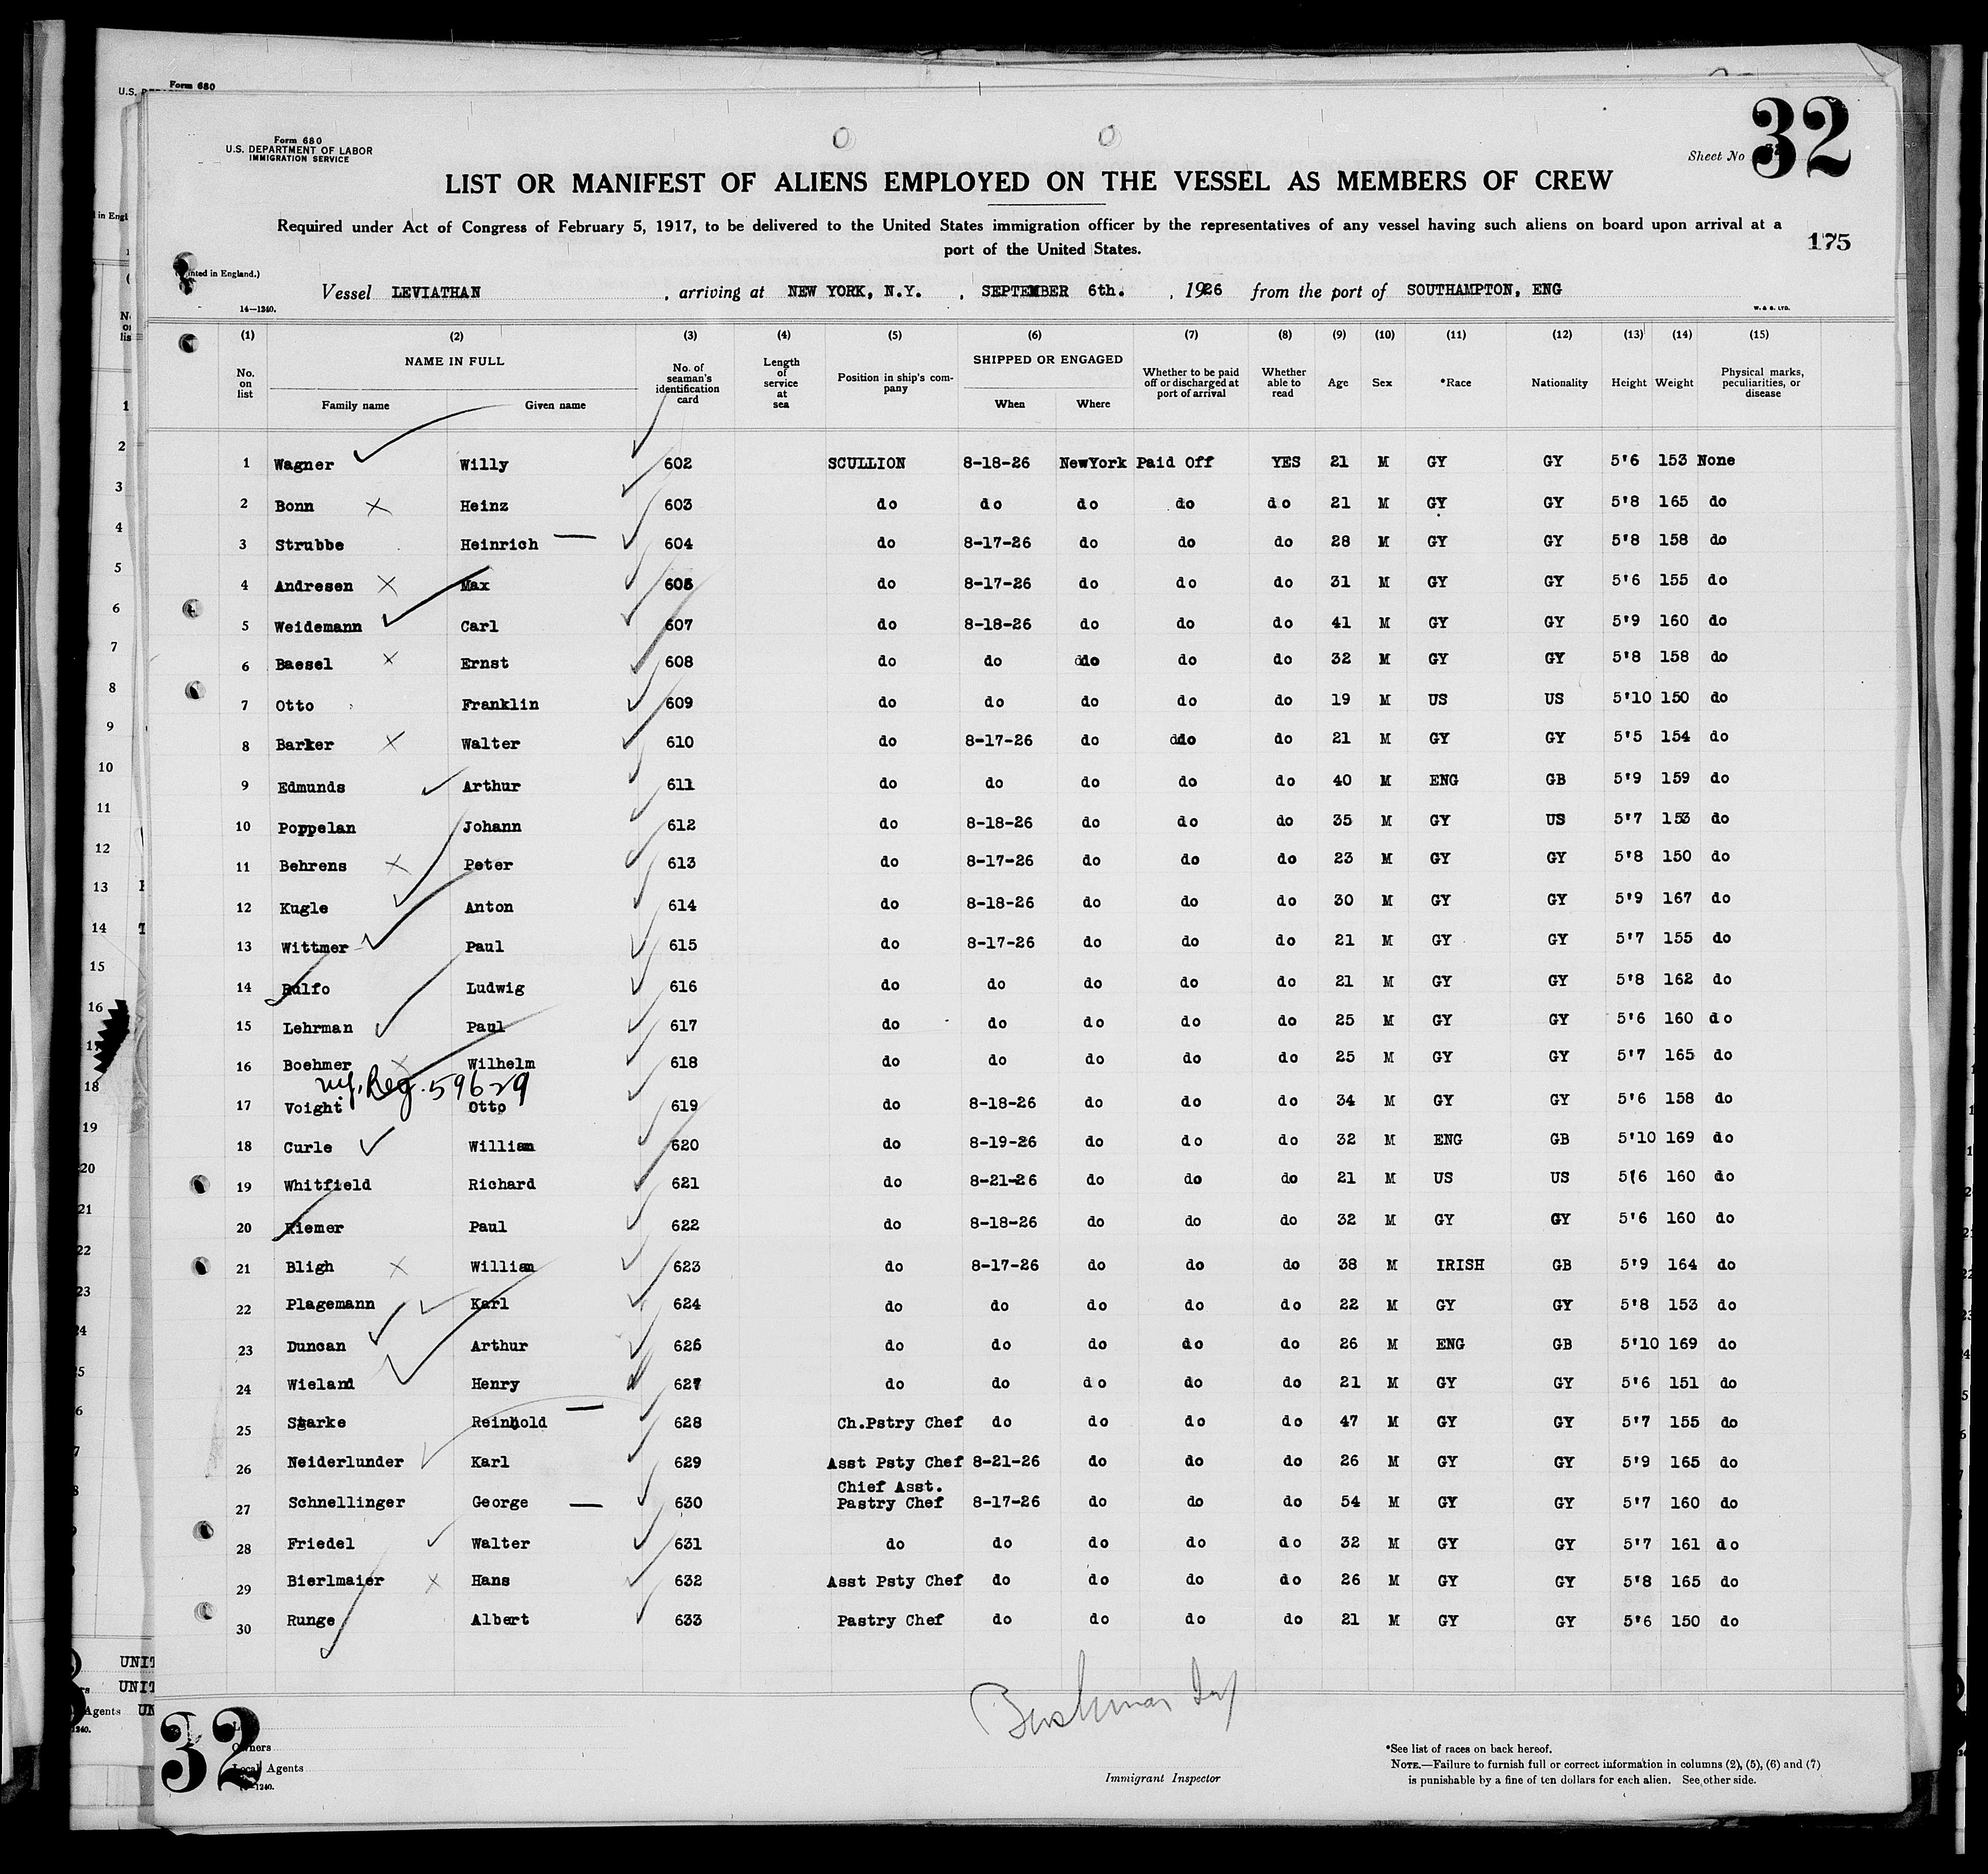 Form 680
U.S.
Form 680
U.S. DEPARTMENT OF LABOR
IMMIGRATION SERVICE
32
Sheet No
LIST OR MANIFEST OF ALIENS EMPLOYED ON THE VESSEL AS MEMBERS OF CREW
Required under Act of Congress of February 5, 1917, to be delivered to the United States immigration officer by the representatives of any vessel having such aliens on board upon arrival at a
port of the United States.
175
(Printed in England.)
Vessel LEVIATHAN , arriving at NEW YORK, N.Y. , SEPTEMBER 6th. , 1926 from the port of SOUTHAMPTON, ENG
14—1240. W. & S. LTD.
(1) (2) (3) (4) (5) (6) (7) (8) (9) (10) (11) (12) (13) (14) (15)
No. on list NAME IN FULL Family name Given name No. of seaman's identification card Length of service at sea Position in ship's company SHIPPED OR ENGAGED When Where Whether to be paid off or discharged at port of arrival Whether able to read Age Sex *Race Nationality Height Weight Physical marks, peculiarities, or disease
1 Wagner Willy 602 SCULLION 8-18-26 NewYork Paid Off YES 21 M GY GY 5'6 153 None
2 Bonn Heinz 603 do do do do do 21 M GY GY 5'8 165 do
3 Strubbe Heinrich 604 do 8-17-26 do do do 28 M GY GY 5'8 158 do
4 Andresen Max 605 do 8-17-26 do do do 31 M GY GY 5'6 155 do
5 Weidemann Carl 607 do 8-18-26 do do do 41 M GY GY 5'9 160 do
6 Baesel Ernst 608 do do do do do 32 M GY GY 5'8 158 do
7 Otto Franklin 609 do do do do do 19 M US US 5'10 150 do
8 Barker Walter 610 do 8-17-26 do do do 21 M GY GY 5'5 154 do
9 Edmunds Arthur 611 do do do do do 40 M ENG GB 5'9 159 do
10 Poppelan Johann 612 do 8-18-26 do do do 35 M GY US 5'7 153 do
11 Behrens Peter 613 do 8-17-26 do do do 23 M GY GY 5'8 150 do
12 Kugle Anton 614 do 8-18-26 do do do 30 M GY GY 5'9 167 do
13 Wittmer Paul 615 do 8-17-26 do do do 21 M GY GY 5'7 155 do
14 Rulfo Ludwig 616 do do do do do 21 M GY GY 5'8 162 do
15 Lehrman Paul 617 do do do do do 25 M GY GY 5'6 160 do
16 Boehmer Wilhelm 618 do do do do do 25 M GY GY 5'7 165 do
Reg. 59629
17 Voight Otto 619 do 8-18-26 do do do 34 M GY GY 5'6 158 do
18 Curle William 620 do 8-19-26 do do do 32 M ENG GB 5'10 169 do
19 Whitfield Richard 621 do 8-21-26 do do do 21 M US US 5(6 160 do
20 Riemer Paul 622 do 8-18-26 do do do 32 M GY GY 5'6 160 do
21 Bligh William 623 do 8-17-26 do do do 38 M IRISH GB 5'9 164 do
22 Plagemann Karl 624 do do do do do 22 M GY GY 5'8 153 do
23 Duncan Arthur 626 do do do do do 26 M ENG GB 5'10 169 do
24 Wieland Henry 627 do do do do do 21 M GY GY 5'6 151 do
25 Starke Reinhold 628 Ch.Pstry Chef do do do do 47 M GY GY 5'7 155 do
26 Neiderlunder Karl 629 Asst Psty Chef 8-21-26 do do do 26 M GY GY 5'9 165 do
27 Schnellinger George 630 Chief Asst. Pastry Chef 8-17-26 do do do 54 M GY GY 5'7 160 do
28 Friedel Walter 631 do do do do do 32 M GY GY 5'7 161 do
29 Bierlmaier Hans 632 Asst Psty Chef do do do do 26 M GY GY 5'8 165 do
30 Runge Albert 633 Pastry Chef do do do do 21 M GY GY 5'6 150 do
32
Owners
Local Agents
Immigrant Inspector
*See list of races on back hereof.
NOTE.—Failure to furnish full or correct information in columns (2), (5), (6) and (7)
is punishable by a fine of ten dollars for each alien. See other side.